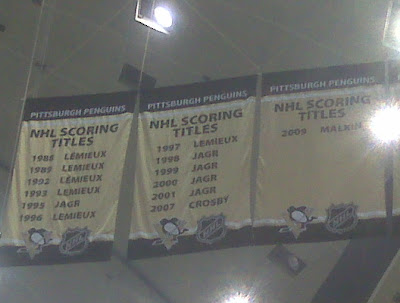 PITTSBURGH PENGUINS
NHL SCORING
TITLES
1988 LEMIEUX
1989 LEMIEUX
1992 LEMIEUX
1993 LEMIEUX
1995 JAGR
1996 LEMIEUX
PITTSBURGH PENGUINS
NHL SCORING
TITLES
1997 LEMIEUX
1998 JAGR
1999 JAGR
2000 JAGR
2001 JAGR
2007 CROSBY
PITTSBURGH PENGUINS
NHL SCORING
TITLES
2009 MALKIN